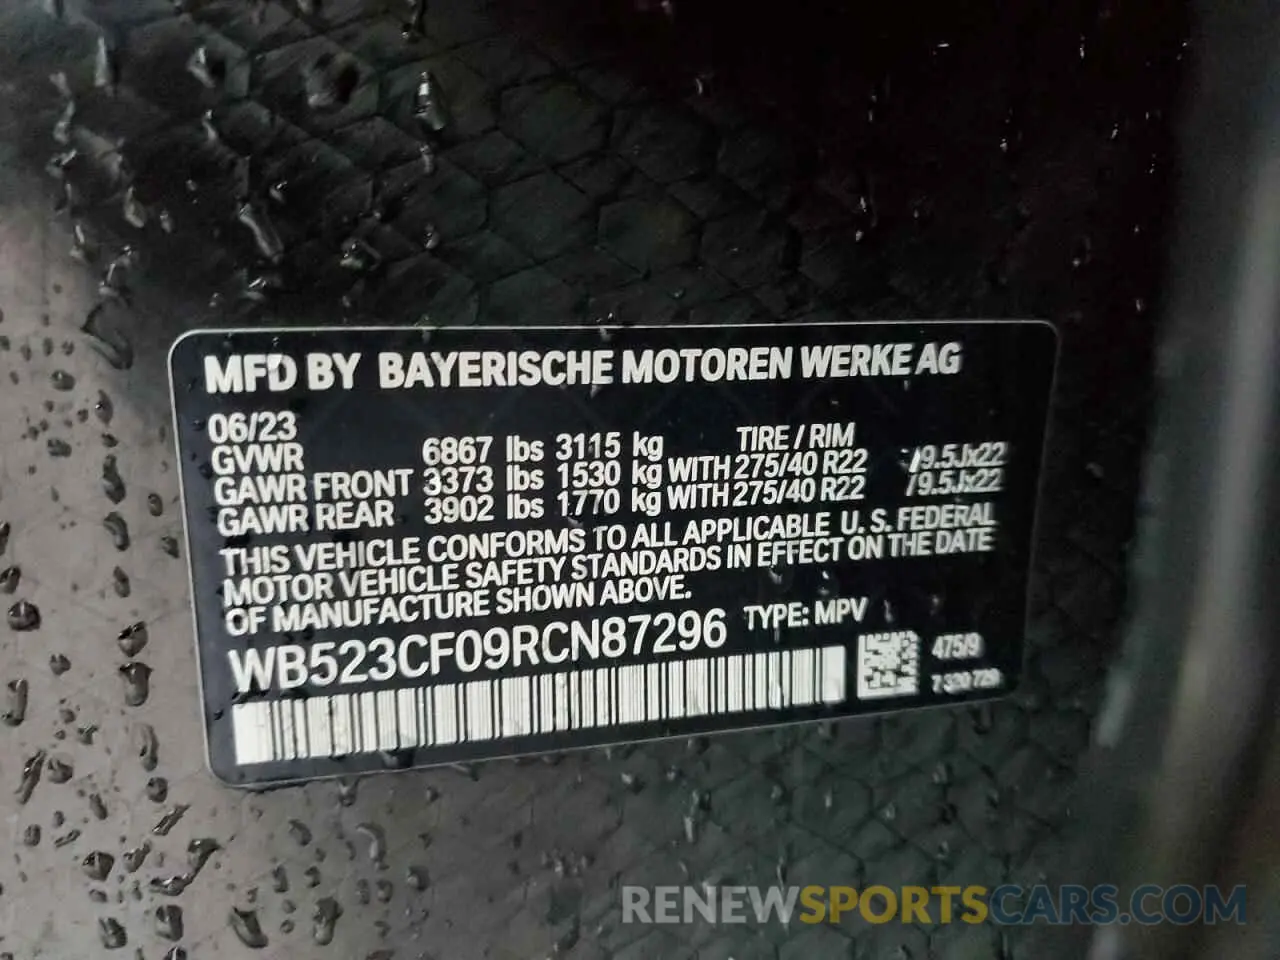 MFD BY BAYERISCHE MOTOREN WERKE AG
06/23
GVWR 6867 lbs 3115 kg TIRE / RIM
GAWR FRONT 3373 lbs 1530 kg WITH 275/40 R22 /9.5Jx22
GAWR REAR 3902 lbs 1770 kg WITH 275/40 R22 /9.5Jx22
THIS VEHICLE CONFORMS TO ALL APPLICABLE U. S. FEDERAL
MOTOR VEHICLE SAFETY STANDARDS IN EFFECT ON THE DATE
OF MANUFACTURE SHOWN ABOVE.
WB523CF09RCN87296 TYPE: MPV
475/9
7 320 729
RENEWSPORTSCARS.COM